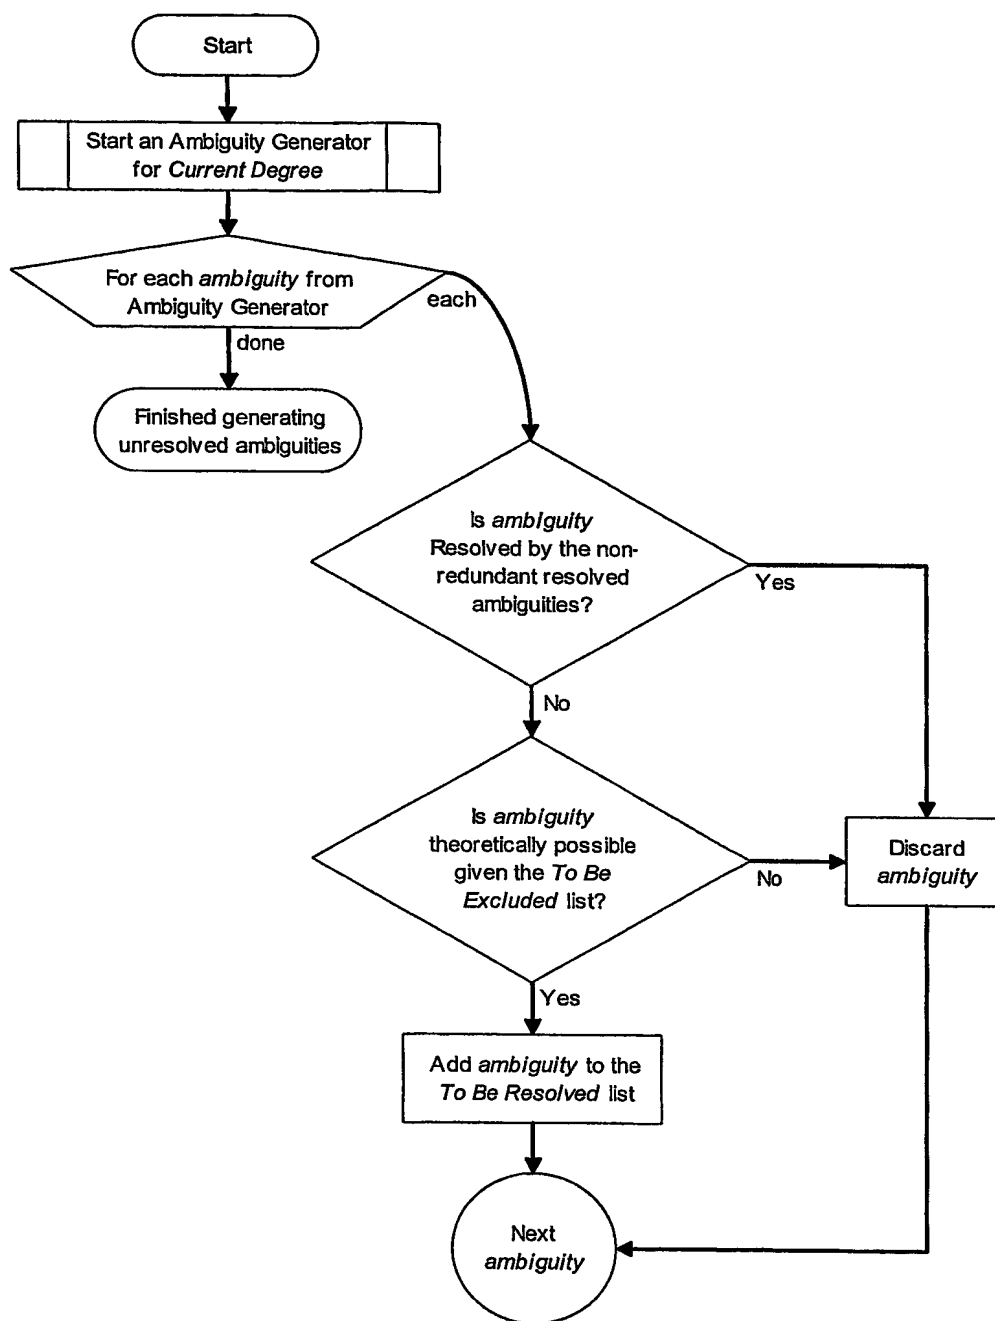 Start
Start an Ambiguity Generator
for Current Degree
For each ambiguity from
Ambiguity Generator
each
done
Finished generating
unresolved ambiguities
Is ambiguity
Resolved by the non-
redundant resolved
ambiguities?
Yes
No
Is ambiguity
theoretically possible
given the To Be
Excluded list?
No
Discard
ambiguity
Yes
Add ambiguity to the
To Be Resolved list
Next
ambiguity